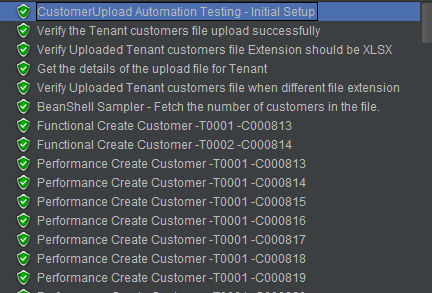 CustomerUpload Automation Testing - Initial Setup
Verify the Tenant customers file upload successfully
Verify Uploaded Tenant customers file Extension should be XLSX
Get the details of the upload file for Tenant
Verify Uploaded Tenant customers file when different file extension
BeanShell Sampler - Fetch the number of customers in the file.
Functional Create Customer -T0001 -C000813
Functional Create Customer -T0002 -C000814
Performance Create Customer -T0001 -C000813
Performance Create Customer -T0001 -C000814
Performance Create Customer -T0001 -C000815
Performance Create Customer -T0001 -C000816
Performance Create Customer -T0001 -C000817
Performance Create Customer -T0001 -C000818
Performance Create Customer -T0001 -C000819